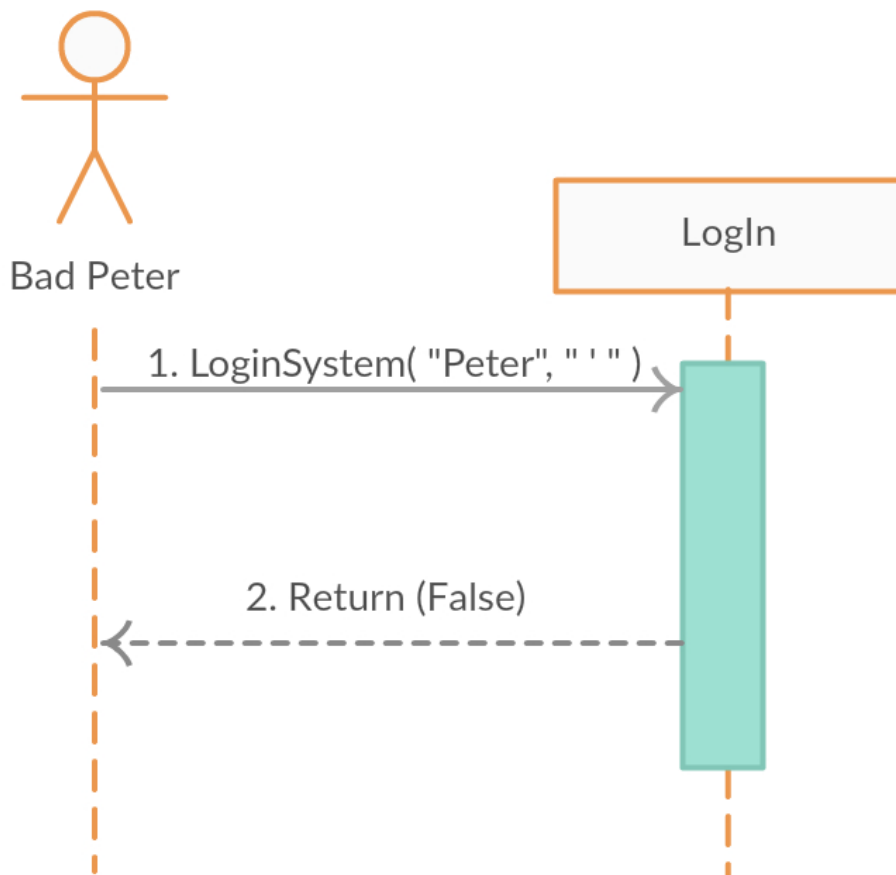 Bad Peter
LogIn
1. LoginSystem( "Peter", " ' " )
2. Return (False)